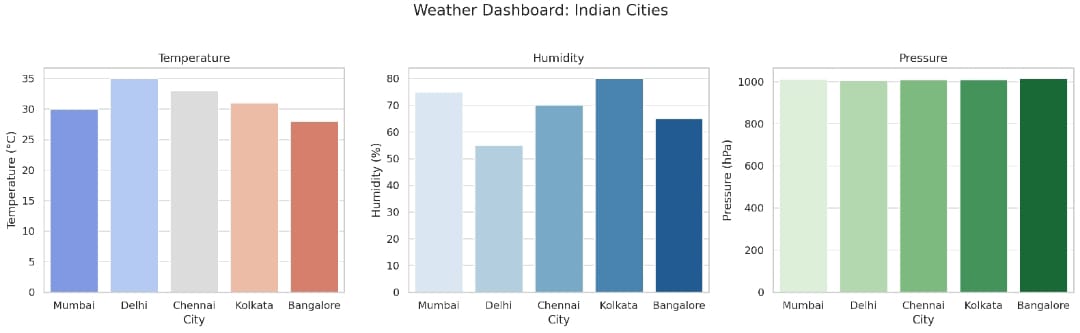 Weather Dashboard: Indian Cities
Temperature
Temperature (°C)
35
30
25
20
15
10
5
0
Mumbai Delhi Chennai Kolkata Bangalore
City
Humidity
Humidity (%)
80
70
60
50
40
30
20
10
0
Mumbai Delhi Chennai Kolkata Bangalore
City
Pressure
Pressure (hPa)
1000
800
600
400
200
0
Mumbai Delhi Chennai Kolkata Bangalore
City